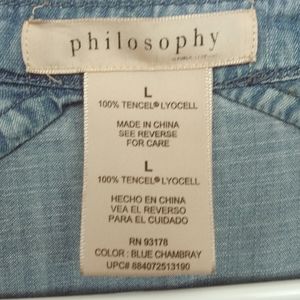 philosophy
L
100% TENCEL® LYOCELL
MADE IN CHINA
SEE REVERSE
FOR CARE
L
100% TENCEL® LYOCELL
HECHO EN CHINA
VEA EL REVERSO
PARA EL CUIDADO
RN 93178
COLOR : BLUE CHAMBRAY
UPC# 884072513190